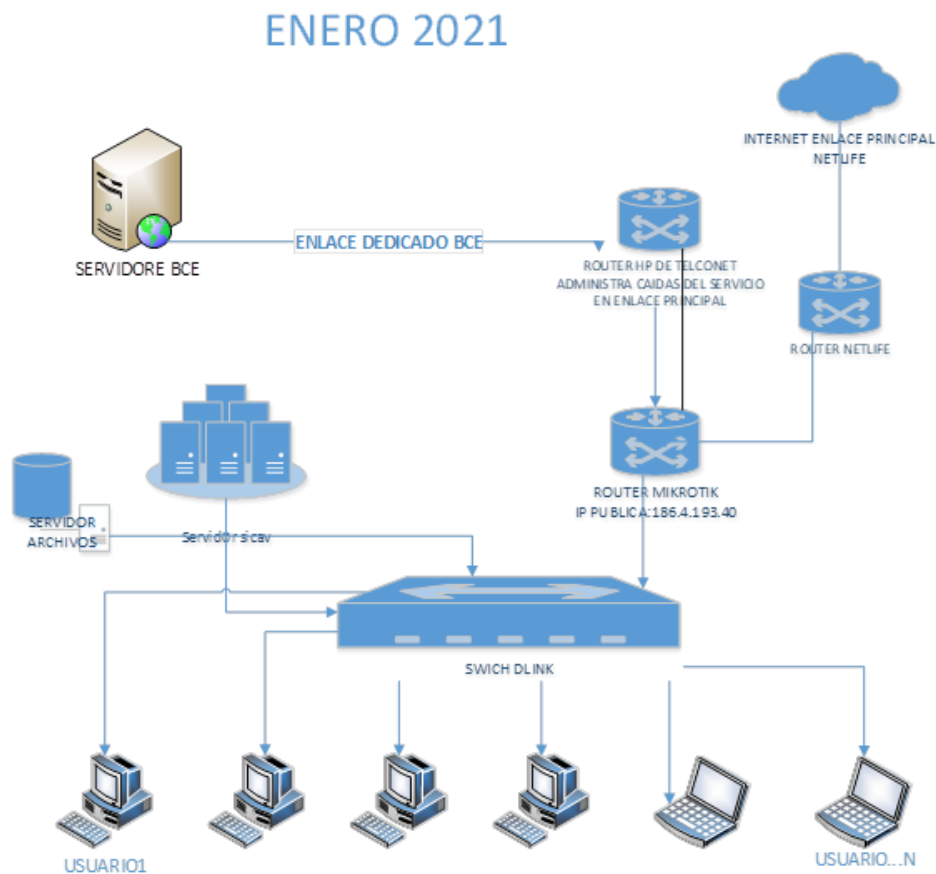 ENERO 2021
INTERNET ENLACE PRINCIPAL
NETLIFE
ENLACE DEDICADO BCE
SERVIDORE BCE
ROUTER HP DE TELCONET
ADMINISTRA CAIDAS DEL SERVICIO
EN ENLACE PRINCIPAL
ROUTER NETLIFE
ROUTER MIKROTIK
IP PUBLICA:186.4.193.40
SERVIDOR
ARCHIVOS
Servidor sicav
SWICH DLINK
USUARIO1
USUARIO...N